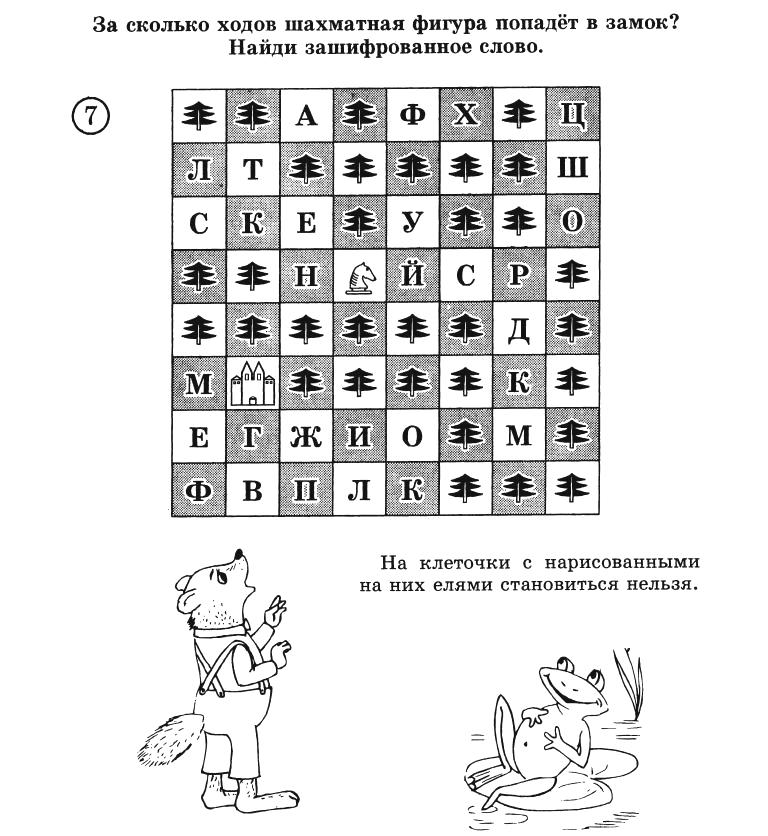 За сколько ходов шахматная фигура попадёт в замок?
Найди зашифрованное слово.
7
А Ф Х Ц
Л Т Ш
С К Е У О
Н Й С Р
Д
М К
Е Г Ж И О М
Ф В П Л К
На клеточки с нарисованными
на них елями становиться нельзя.